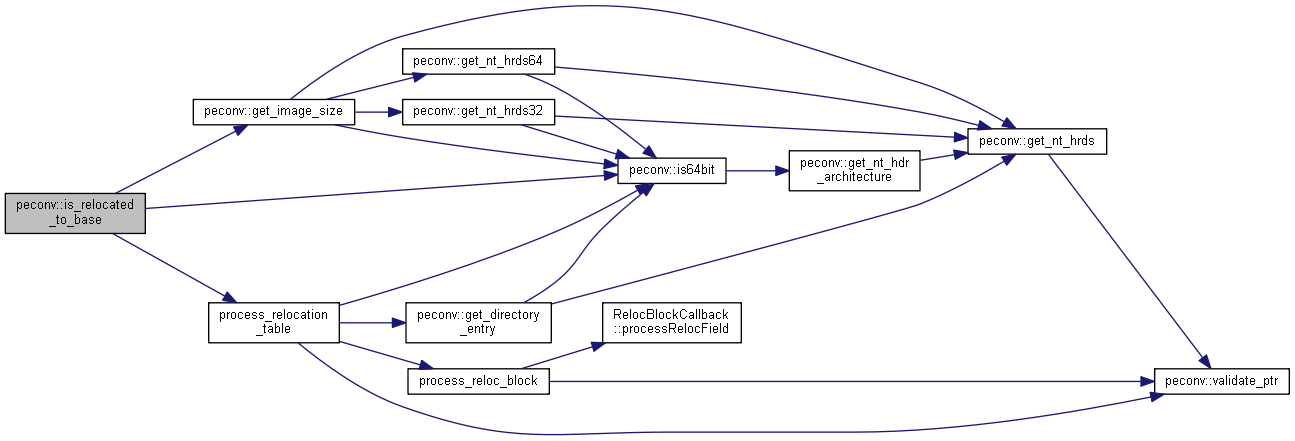 peconv::is_relocated
_to_base
peconv::get_image_size
process_relocation
_table
peconv::get_nt_hrds64
peconv::get_nt_hrds32
peconv::get_directory
_entry
process_reloc_block
peconv::is64bit
RelocBlockCallback
::processRelocField
peconv::get_nt_hdr
_architecture
peconv::get_nt_hrds
peconv::validate_ptr